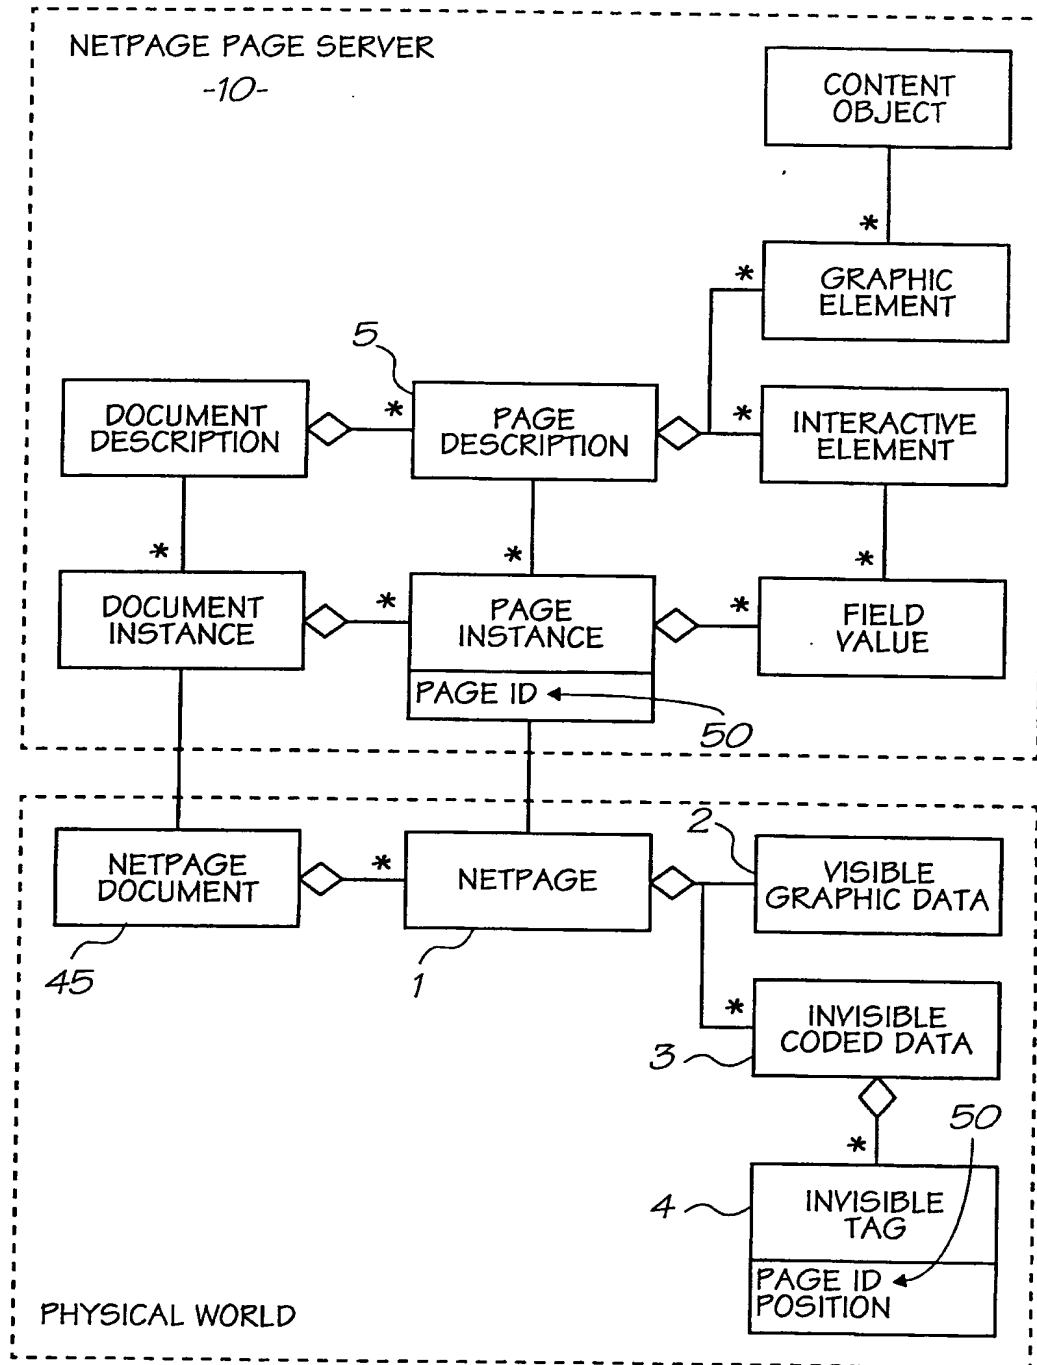 NETPAGE PAGE SERVER
-10-
CONTENT
OBJECT
*
GRAPHIC
ELEMENT
*
5
DOCUMENT
DESCRIPTION
*
PAGE
DESCRIPTION
*
INTERACTIVE
ELEMENT
*
*
*
DOCUMENT
INSTANCE
*
PAGE
INSTANCE
PAGE ID
50
*
FIELD
VALUE
NETPAGE
DOCUMENT
45
*
NETPAGE
1
2
VISIBLE
GRAPHIC DATA
*
INVISIBLE
CODED DATA
3
*
50
4
INVISIBLE
TAG
PAGE ID
POSITION
PHYSICAL WORLD